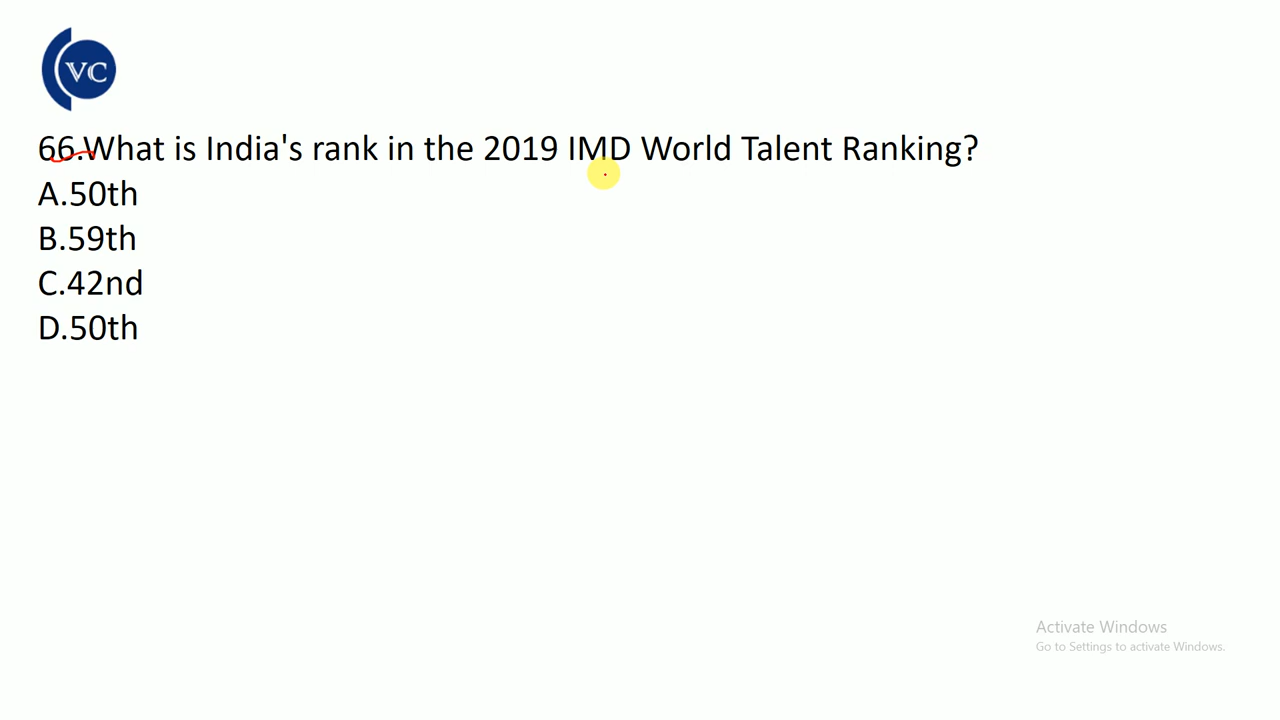 VC
66.What is India's rank in the 2019 IMD World Talent Ranking?
A.50th
B.59th
C.42nd
D.50th
Activate Windows
Go to Settings to activate Windows.